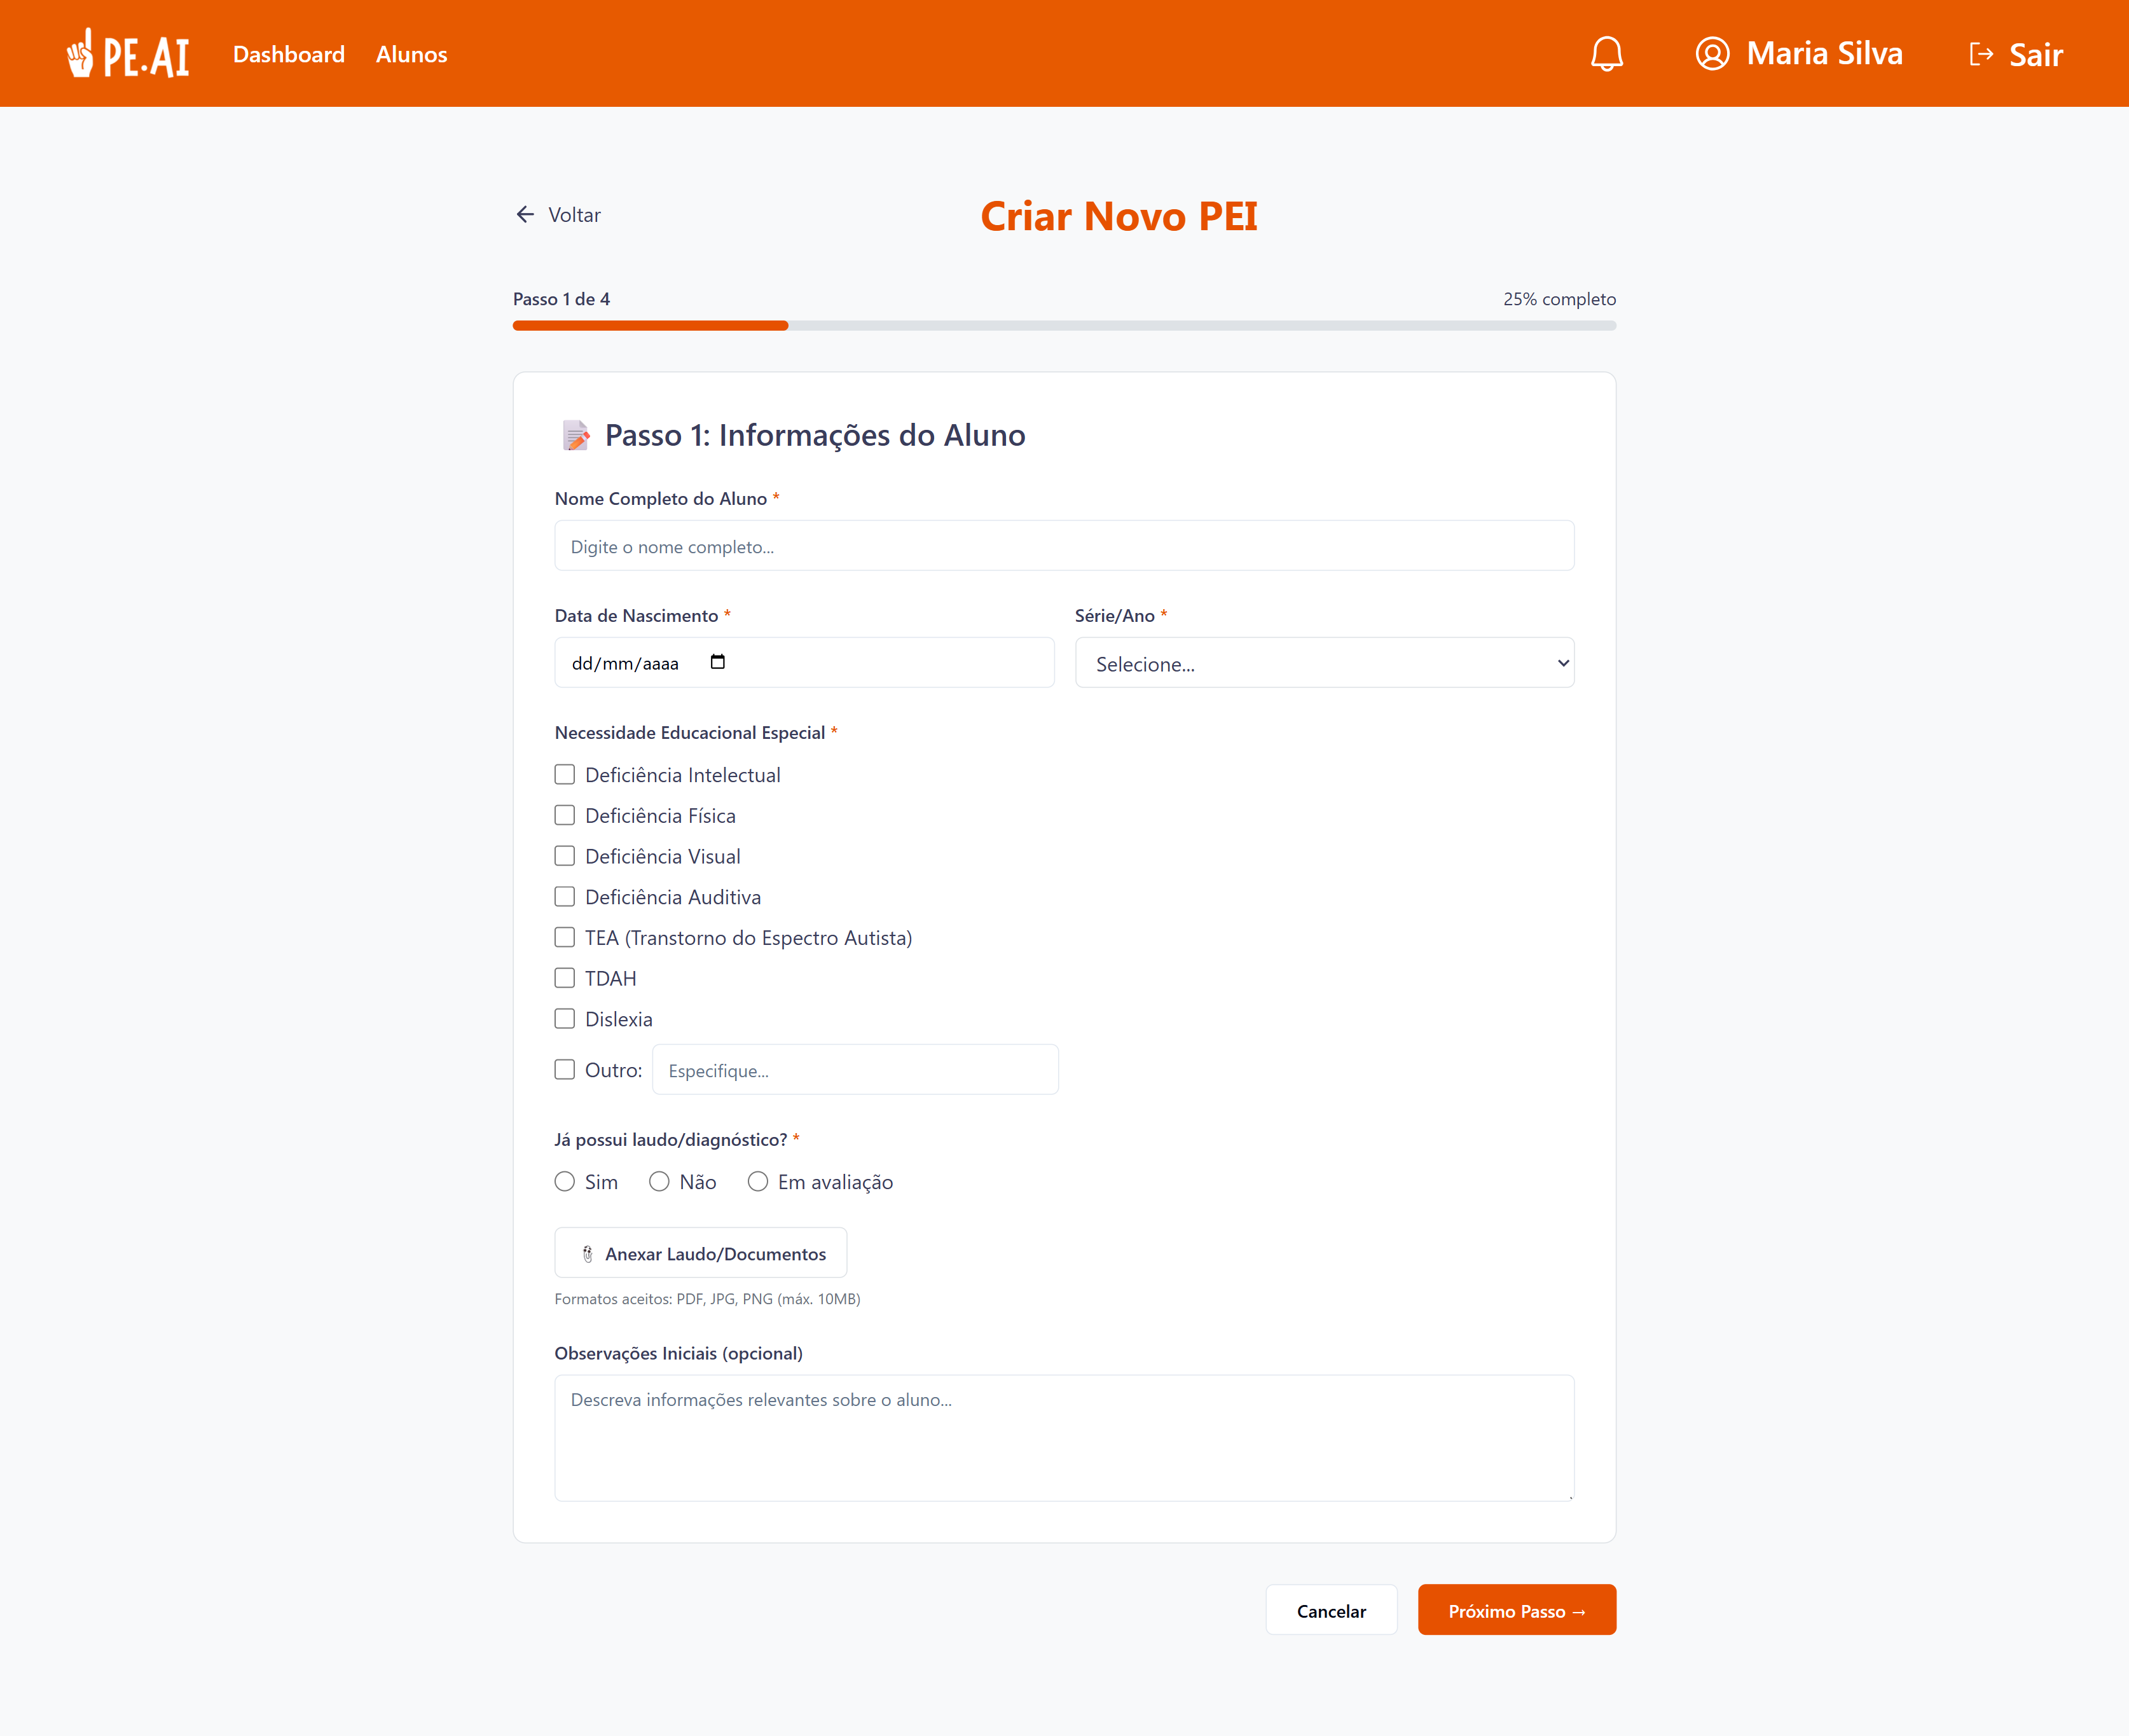 PE.AI Dashboard Alunos Maria Silva Sair
Voltar
Criar Novo PEI
Passo 1 de 4
25% completo
Passo 1: Informações do Aluno
Nome Completo do Aluno *
Digite o nome completo...
Data de Nascimento *
Série/Ano *
dd/mm/aaaa
Selecione...
Necessidade Educacional Especial *
Deficiência Intelectual
Deficiência Física
Deficiência Visual
Deficiência Auditiva
TEA (Transtorno do Espectro Autista)
TDAH
Dislexia
Outro: Especifique...
Já possui laudo/diagnóstico? *
Sim Não Em avaliação
Anexar Laudo/Documentos
Formatos aceitos: PDF, JPG, PNG (máx. 10MB)
Observações Iniciais (opcional)
Descreva informações relevantes sobre o aluno...
Cancelar
Próximo Passo →